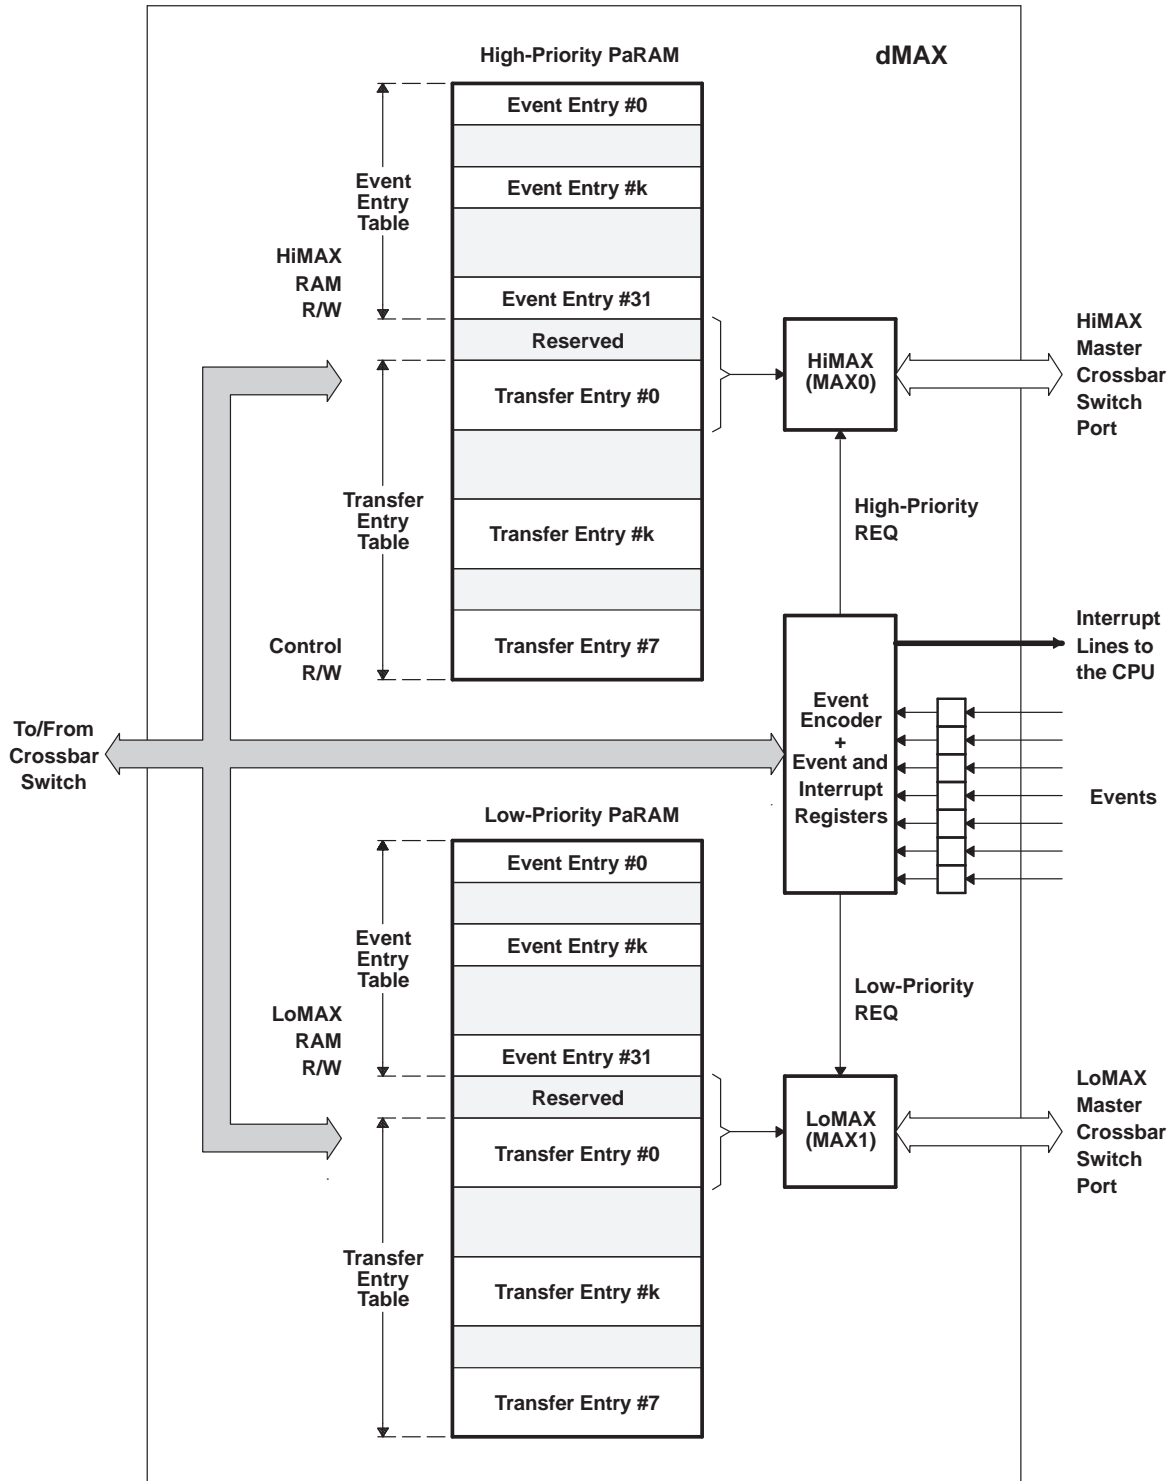 High-Priority PaRAM
dMAX
Event Entry #0
Event Entry #k
Event
Entry
Table
HiMAX
RAM
R/W
Event Entry #31
Reserved
Transfer Entry #0
HiMAX
(MAX0)
HiMAX
Master
Crossbar
Switch
Port
Transfer
Entry
Table
Transfer Entry #k
High-Priority
REQ
Control
R/W
Transfer Entry #7
Interrupt
Lines to
the CPU
To/From
Crossbar
Switch
Event
Encoder
+
Event and
Interrupt
Registers
Events
Low-Priority PaRAM
Event Entry #0
Event Entry #k
Event
Entry
Table
LoMAX
RAM
R/W
Low-Priority
REQ
Event Entry #31
Reserved
Transfer Entry #0
LoMAX
(MAX1)
LoMAX
Master
Crossbar
Switch
Port
Transfer
Entry
Table
Transfer Entry #k
Transfer Entry #7